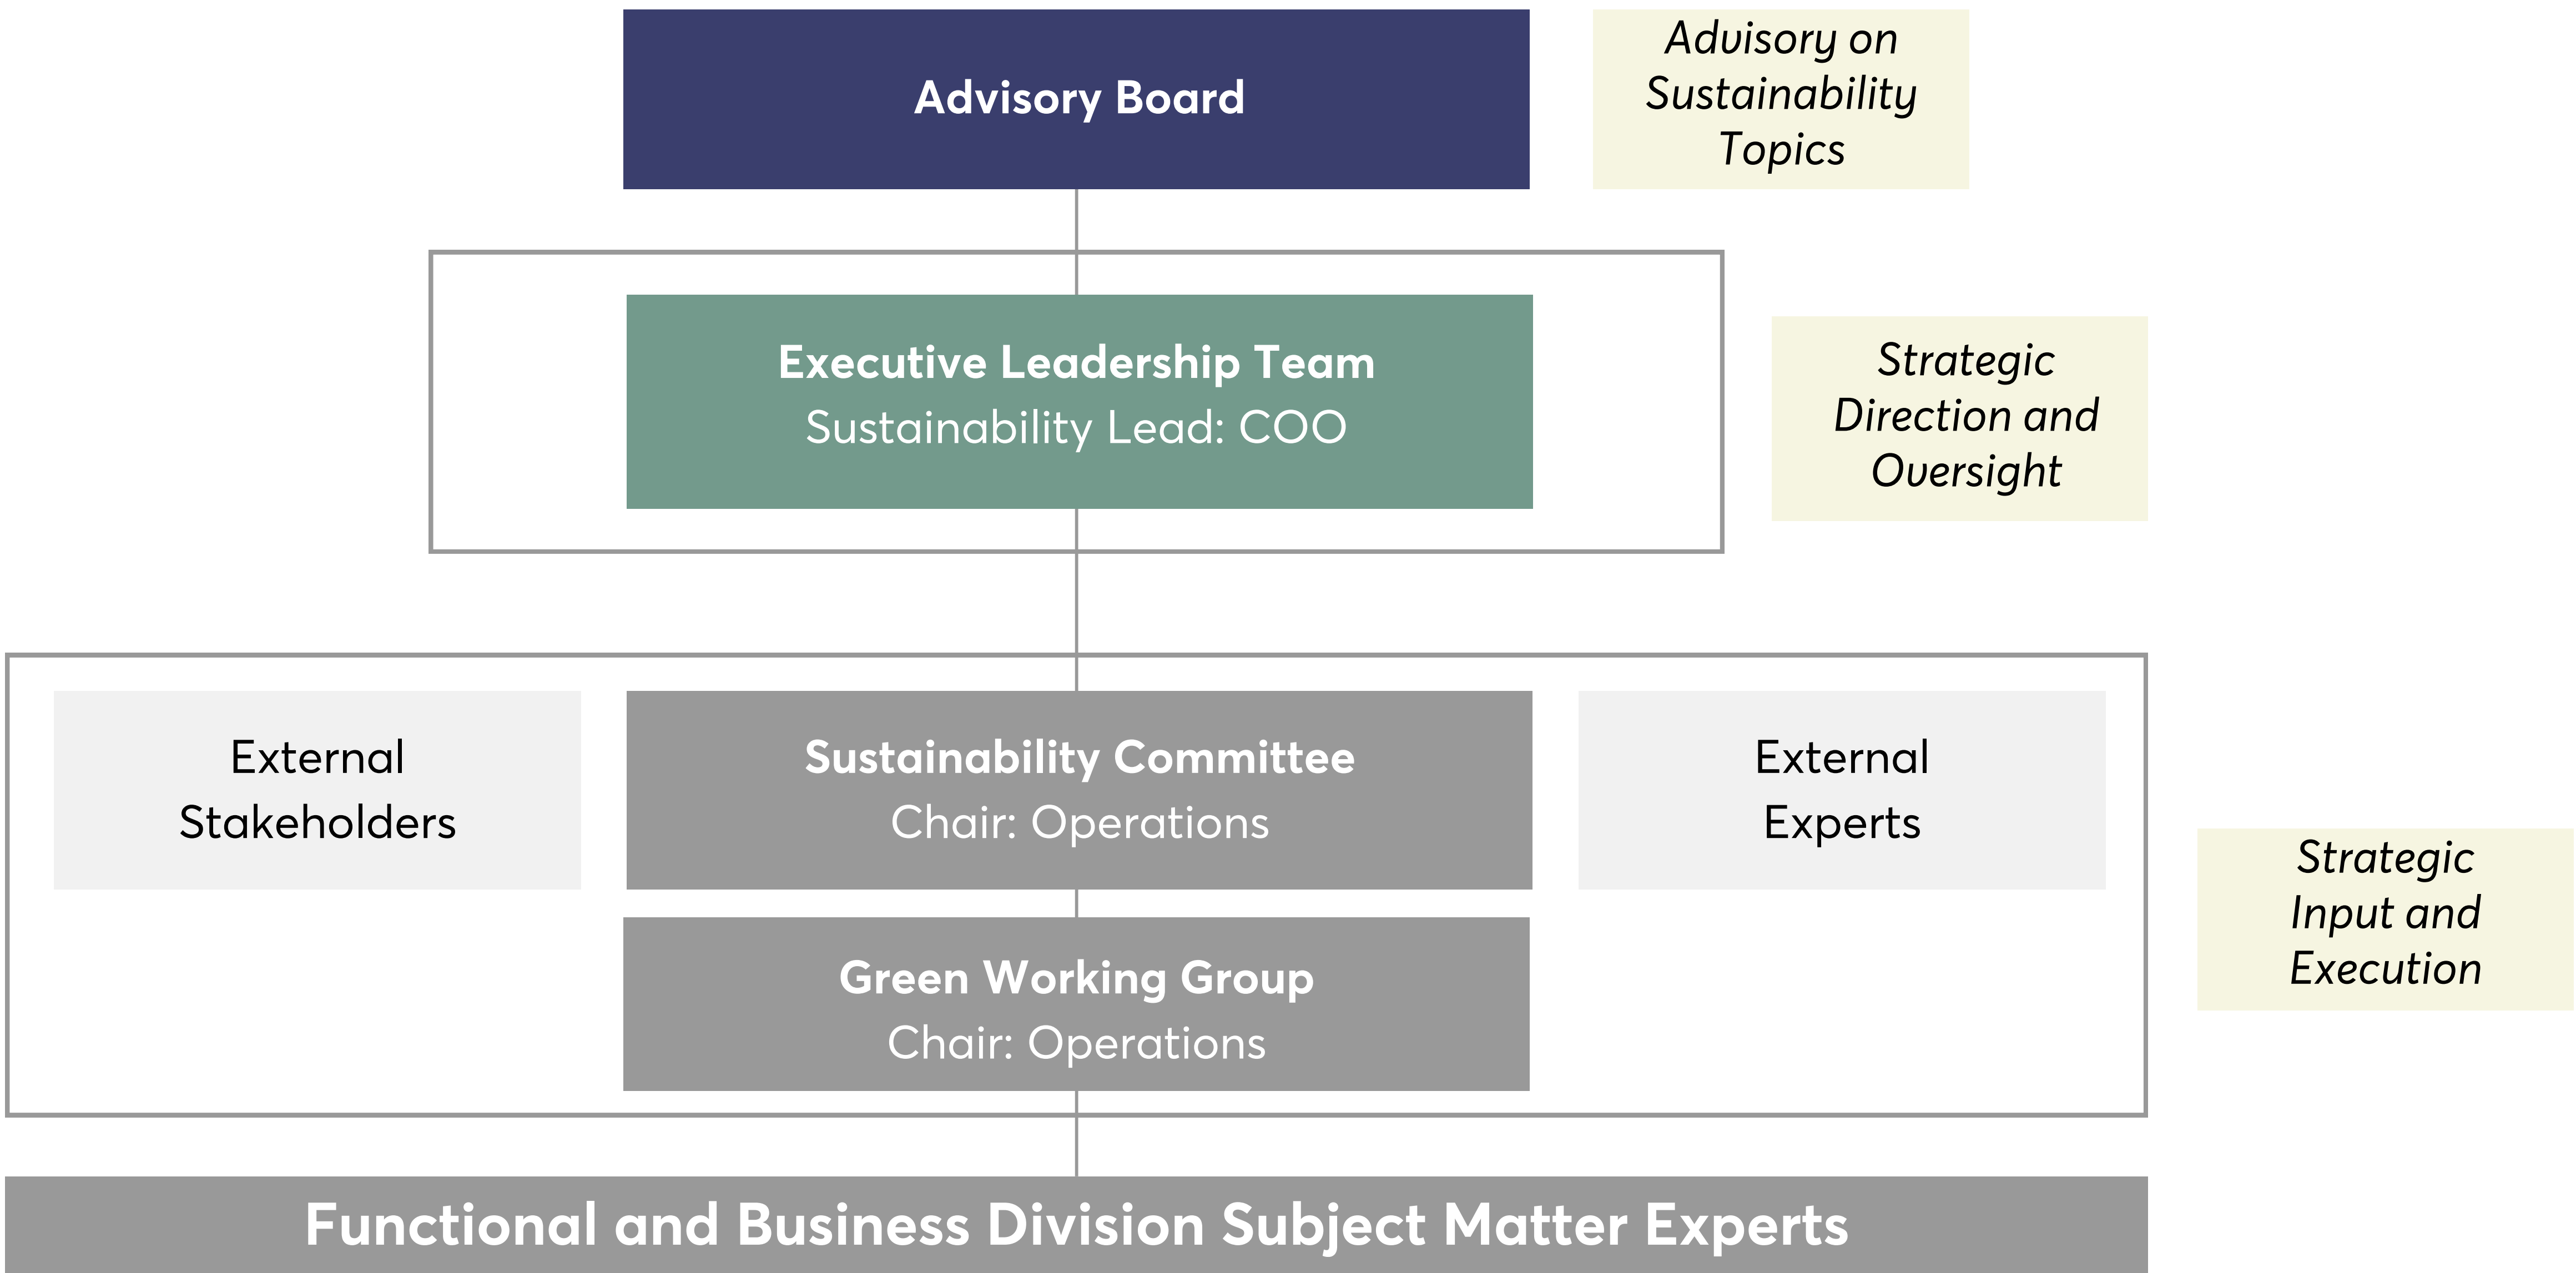 Advisory Board
Advisory on
Sustainability
Topics
Executive Leadership Team
Sustainability Lead: COO
Strategic
Direction and
Oversight
External
Stakeholders
Sustainability Committee
Chair: Operations
External
Experts
Green Working Group
Chair: Operations
Strategic
Input and
Execution
Functional and Business Division Subject Matter Experts